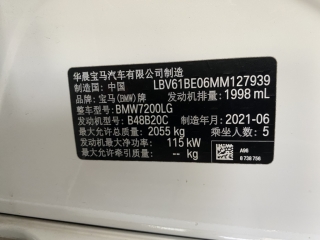 华晨宝马汽车有限公司制造
制造国：中国 LBV61BE06MM127939
品牌：宝马(BMW)牌 发动机排量：1998 mL
整车型号：BMW7200LG
发动机型号：B48B20C 制造年月：2021-06
最大允许总质量： 2055 kg 乘坐人数：5
发动机最大净功率： 115 kW
最大允许牵引质量： -- kg
A96
8 738 756